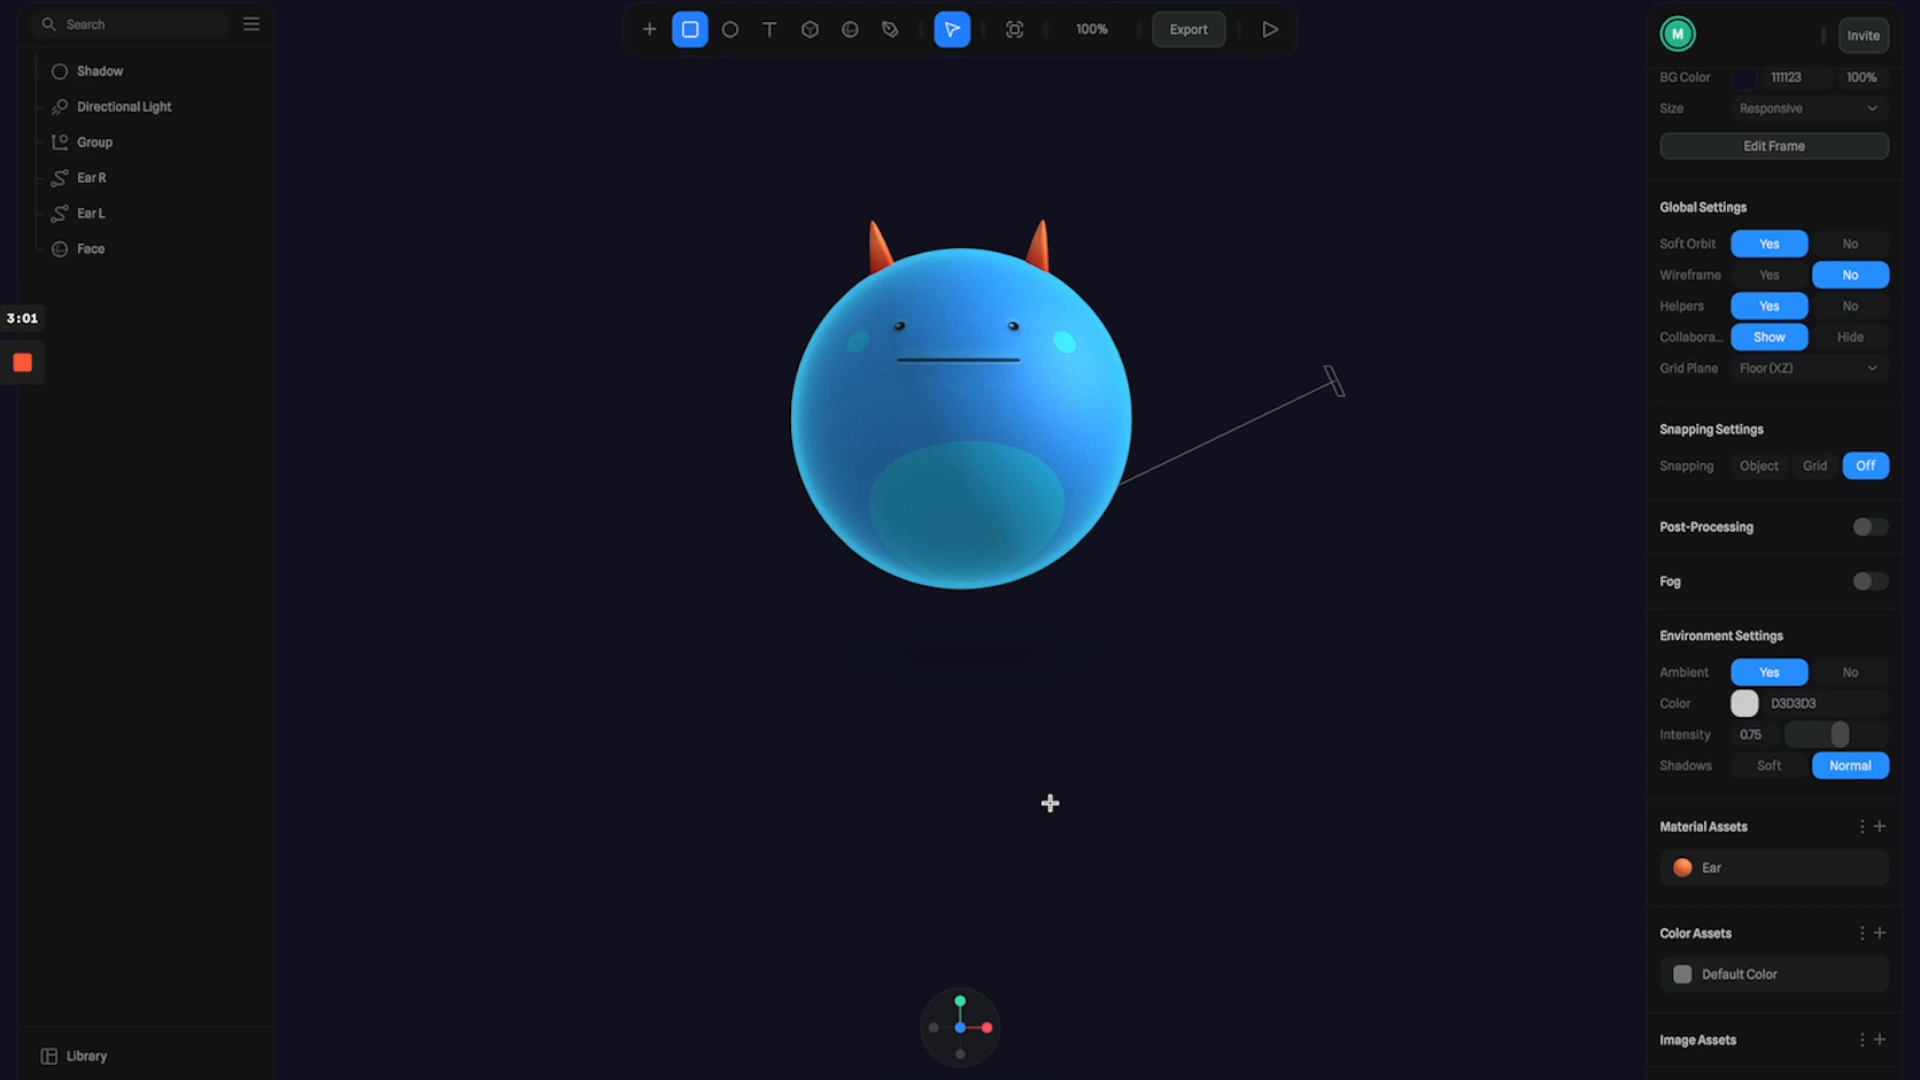 Search
Shadow
Directional Light
Group
Ear R
Ear L
Face
3:01
Library
T
100%
Export
M
Invite
BG Color 111123 100%
Size Responsive
Edit Frame
Global Settings
Soft Orbit Yes No
Wireframe Yes No
Helpers Yes No
Collabora... Show Hide
Grid Plane Floor (XZ)
Snapping Settings
Snapping Object Grid Off
Post-Processing
Fog
Environment Settings
Ambient Yes No
Color D3D3D3
Intensity 0.75
Shadows Soft Normal
Material Assets
Ear
Color Assets
Default Color
Image Assets